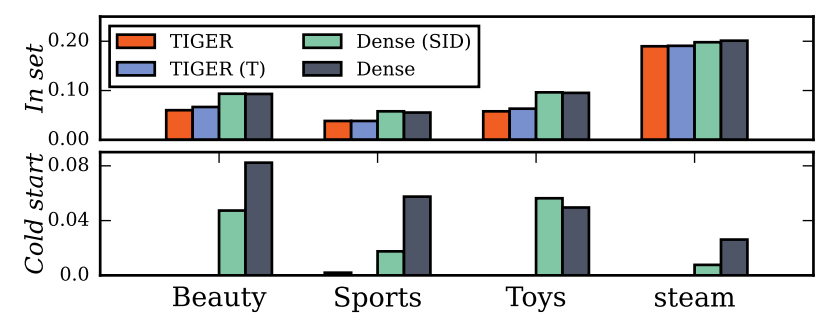 In set
0.20
0.10
0.00
TIGER
TIGER (T)
Dense (SID)
Dense
Cold start
0.08
0.04
0.0
Beauty Sports Toys steam